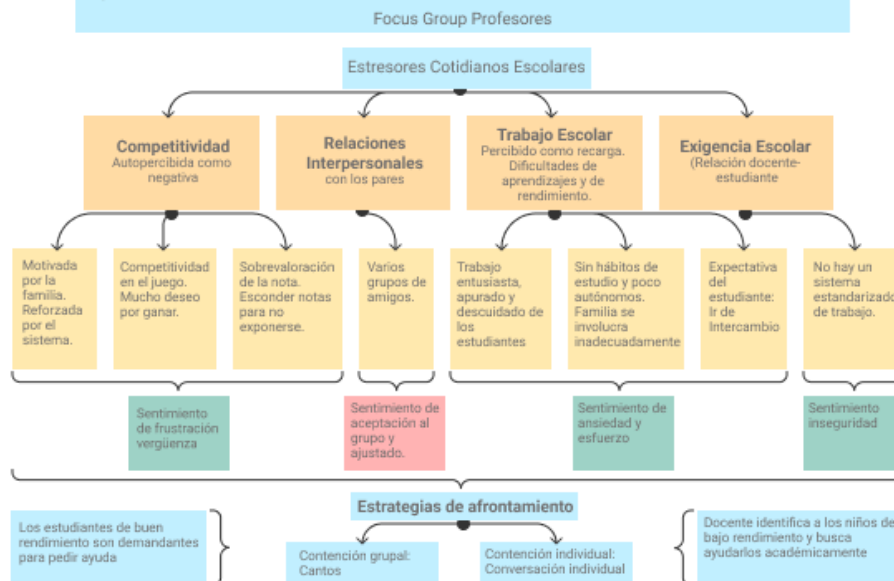 Focus Group Profesores
Estresores Cotidianos Escolares
Competitividad
Autopercibida como
negativa
Relaciones
Interpersonales
con los pares
Trabajo Escolar
Percibido como recarga.
Dificultades de
aprendizajes y de
rendimiento.
Exigencia Escolar
(Relación docente-
estudiante
Motivada
por la
familia.
Reforzada
por el
sistema.
Competitividad
en el juego.
Mucho deseo
por ganar.
Sobrevaloración
de la nota.
Esconder notas
para no
exponerse.
Varios
grupos de
amigos.
Trabajo
entusiasta,
apurado y
descuidado de
los
estudiantes
Sin hábitos de
estudio y poco
autónomos.
Familia se
involucra
inadecuadamente
Expectativa
del
estudiante:
Ir de
Intercambio
No hay un
sistema
estandarizado
de trabajo.
Sentimiento
de frustración
vergüenza
Sentimiento de
aceptación al
grupo y
ajustado.
Sentimiento de
ansiedad y
esfuerzo
Sentimiento
inseguridad
Estrategias de afrontamiento
Los estudiantes de buen
rendimiento son demandantes
para pedir ayuda
Contención grupal:
Cantos
Contención individual:
Conversación individual
Docente identifica a los niños de
bajo rendimiento y busca
ayudarlos académicamente